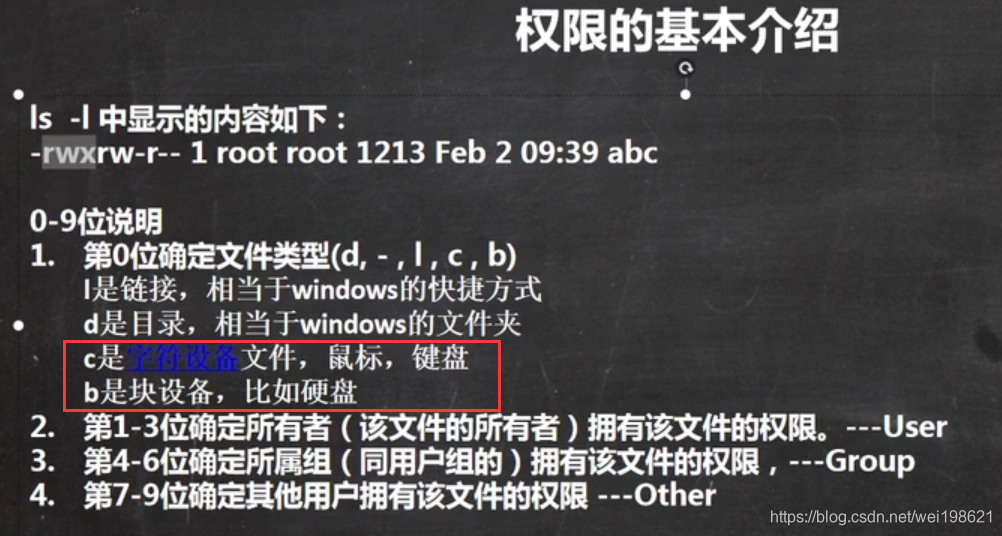 权限的基本介绍
ls -l 中显示的内容如下：
-rwxrw-r-- 1 root root 1213 Feb 2 09:39 abc
0-9位说明
1. 第0位确定文件类型(d, - , l , c , b)
l是链接，相当于windows的快捷方式
d是目录，相当于windows的文件夹
c是字符设备文件，鼠标，键盘
b是块设备，比如硬盘
2. 第1-3位确定所有者（该文件的所有者）拥有该文件的权限。---User
3. 第4-6位确定所属组（同用户组的）拥有该文件的权限，---Group
4. 第7-9位确定其他用户拥有该文件的权限 ---Other
https://blog.csdn.net/wei198621